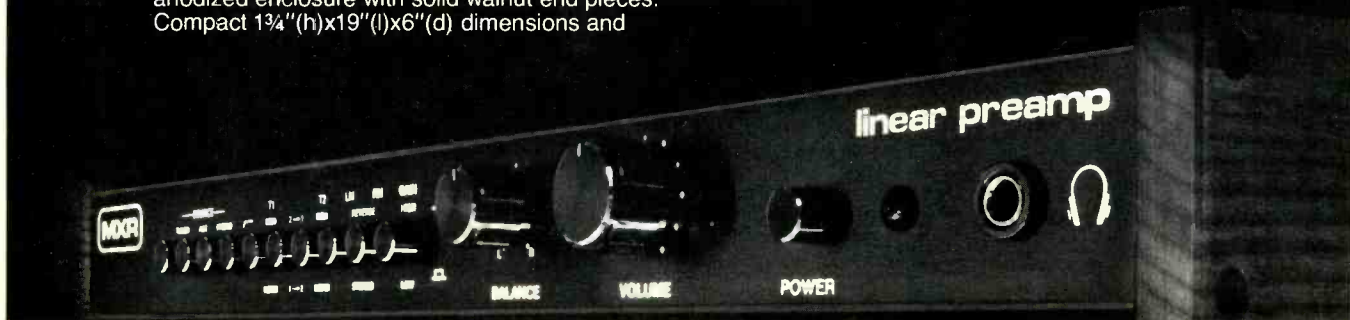 anodized enclosure with solid walnut end pieces.
Compact 1¾"(h)x19"(l)x6"(d) dimensions and
linear preamp
MXR
T1 T2
REVERSE
BALANCE VOLUME POWER